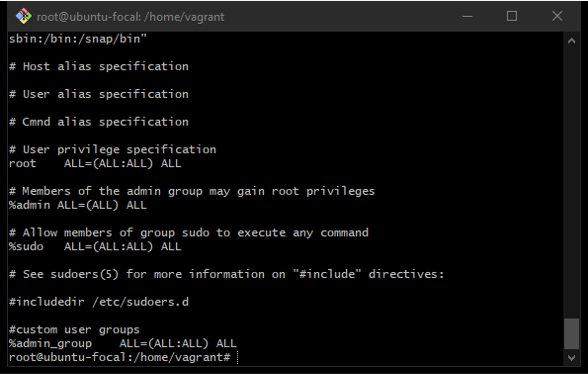 root@ubuntu-focal: /home/vagrant
sbin:/bin:/snap/bin"
# Host alias specification
# User alias specification
# Cmnd alias specification
# User privilege specification
root    ALL=(ALL:ALL) ALL
# Members of the admin group may gain root privileges
%admin ALL=(ALL) ALL
# Allow members of group sudo to execute any command
%sudo   ALL=(ALL:ALL) ALL
# See sudoers(5) for more information on "#include" directives:
#includedir /etc/sudoers.d
#custom user groups
%admin_group    ALL=(ALL:ALL) ALL
root@ubuntu-focal:/home/vagrant#